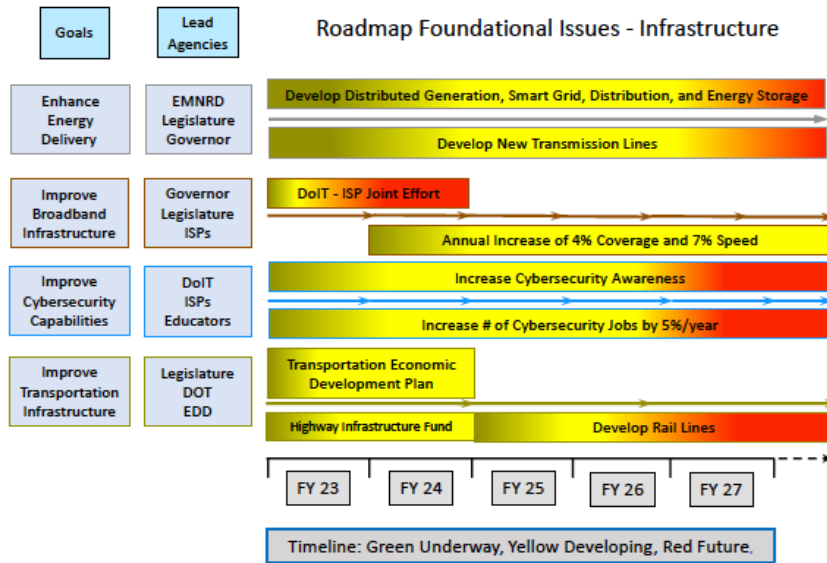 Goals
Lead
Agencies
Roadmap Foundational Issues - Infrastructure
Enhance
Energy
Delivery
EMNRD
Legislature
Governor
Develop Distributed Generation, Smart Grid, Distribution, and Energy Storage
Develop New Transmission Lines
Improve
Broadband
Infrastructure
Governor
Legislature
ISPs
DoIT - ISP Joint Effort
Annual Increase of 4% Coverage and 7% Speed
Improve
Cybersecurity
Capabilities
DoIT
ISPs
Educators
Increase Cybersecurity Awareness
Increase # of Cybersecurity Jobs by 5%/year
Improve
Transportation
Infrastructure
Legislature
DOT
EDD
Transportation Economic
Development Plan
Highway Infrastructure Fund
Develop Rail Lines
FY 23
FY 24
FY 25
FY 26
FY 27
Timeline: Green Underway, Yellow Developing, Red Future,